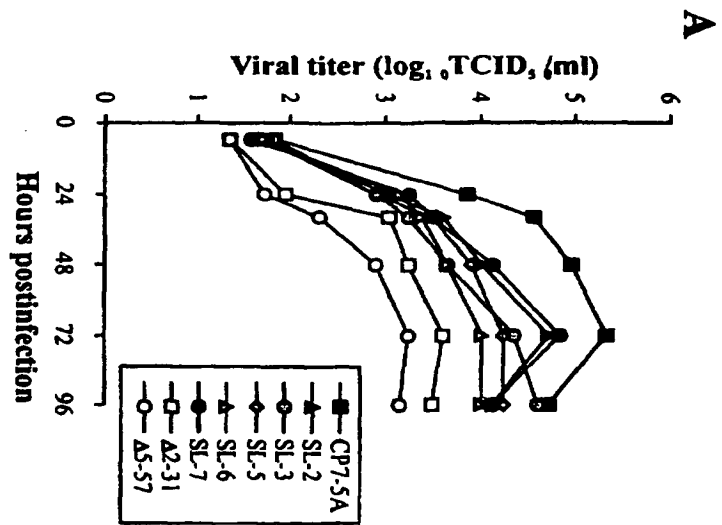 A
Viral titer (log₁₀TCID₅₀/ml)
6
5
4
3
2
1
0
0
24
48
72
96
Hours postinfection
CP7-5A
SL-2
SL-3
SL-5
SL-6
SL-7
Δ2-31
Δ5-57